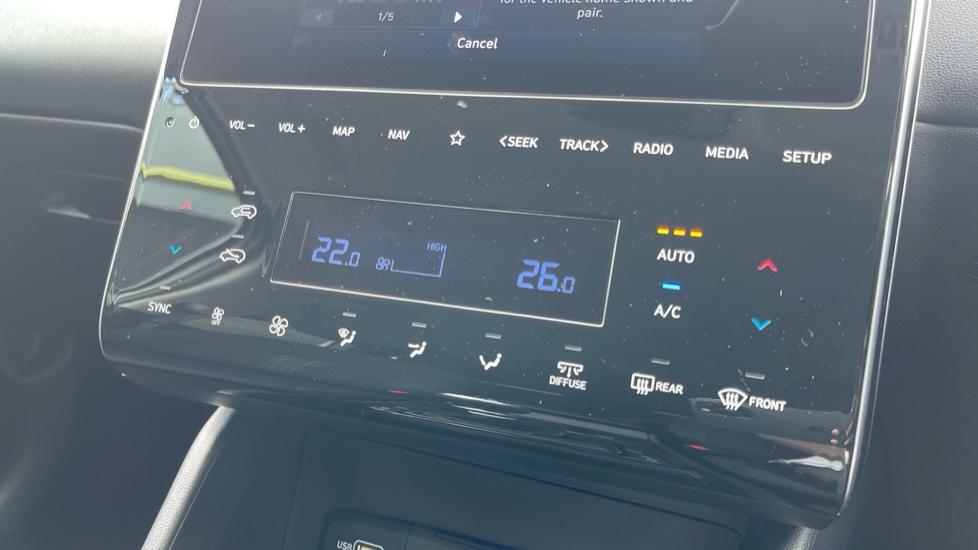 for the vehicle name shown and
pair.
1/5
Cancel
VOL− VOL+ MAP NAV <SEEK TRACK> RADIO MEDIA SETUP
22.0 HIGH 26.0
AUTO
A/C
SYNC
OFF
DIFFUSE
REAR
FRONT
USB